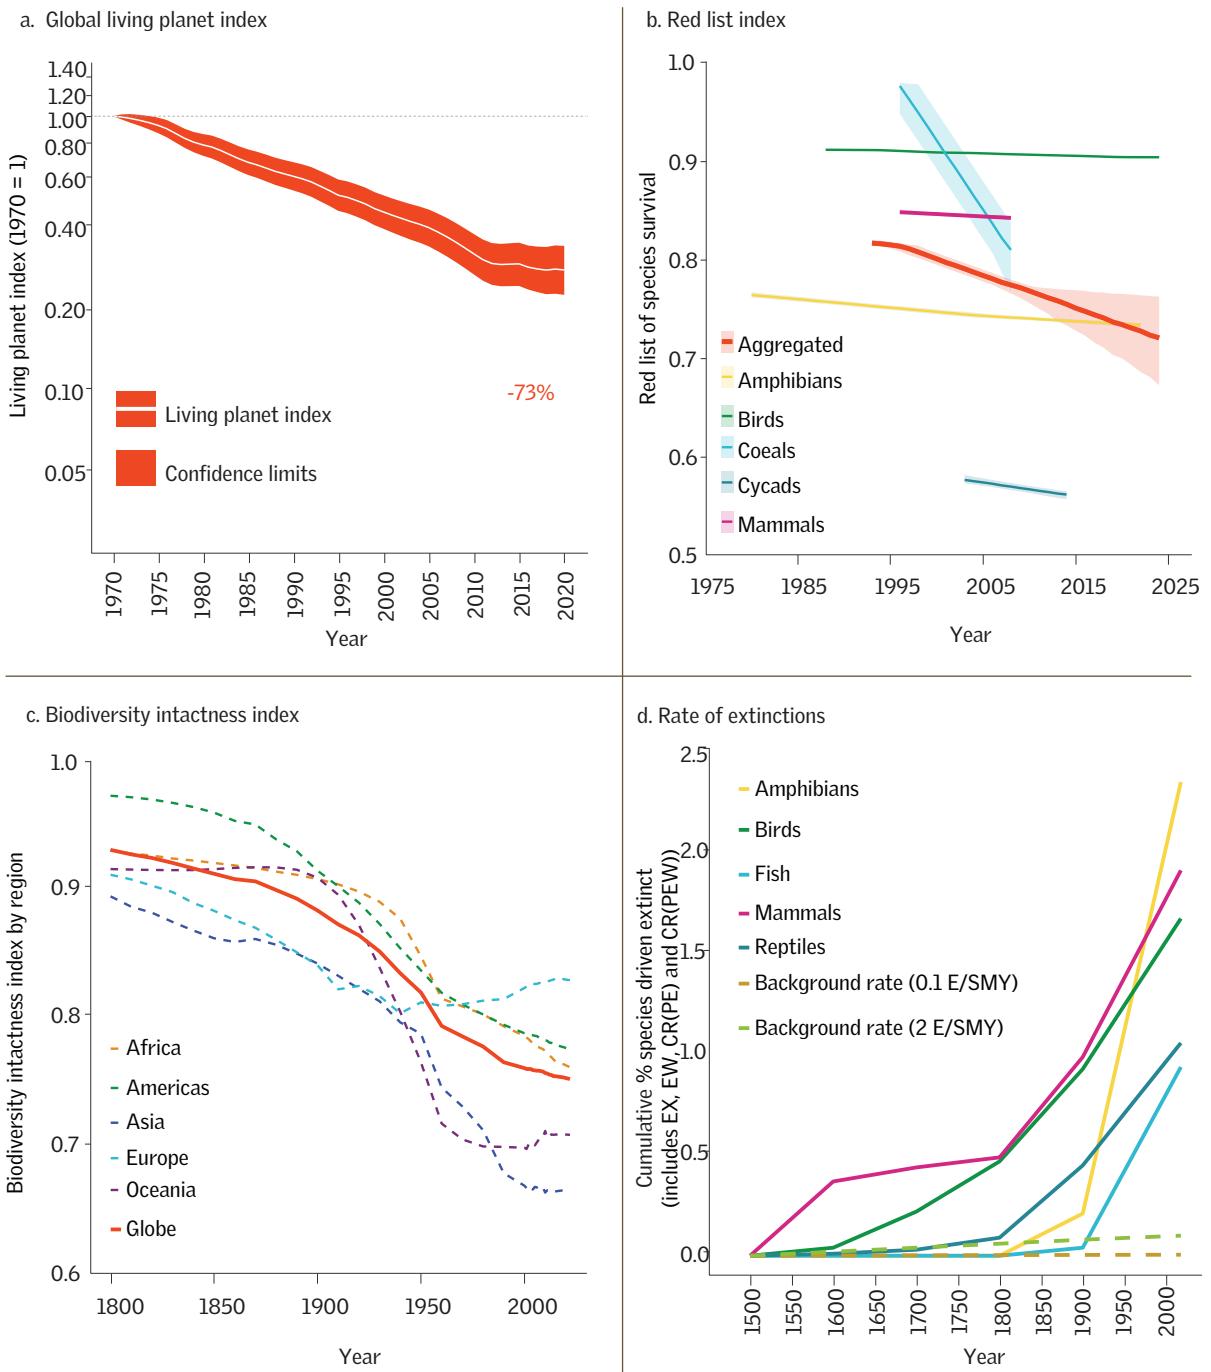 a. Global living planet index
Living planet index (1970 = 1)
1.40
1.20
1.00
0.80
0.60
0.40
0.20
0.10
0.05
-73%
Living planet index
Confidence limits
1970
1975
1980
1985
1990
1995
2000
2005
2010
2015
2020
Year
b. Red list index
Red list of species survival
1.0
0.9
0.8
0.7
0.6
0.5
Aggregated
Amphibians
Birds
Coeals
Cycads
Mammals
1975
1985
1995
2005
2015
2025
Year
c. Biodiversity intactness index
Biodiversity intactness index by region
1.0
0.9
0.8
0.7
0.6
Africa
Americas
Asia
Europe
Oceania
Globe
1800
1850
1900
1950
2000
Year
d. Rate of extinctions
Cumulative % species driven extinct
(includes EX, EW, CR(PE) and CR(PEW))
2.5
2.0
1.5
1.0
0.5
0.0
Amphibians
Birds
Fish
Mammals
Reptiles
Background rate (0.1 E/SMY)
Background rate (2 E/SMY)
1500
1550
1600
1650
1700
1750
1800
1850
1900
1950
2000
Year